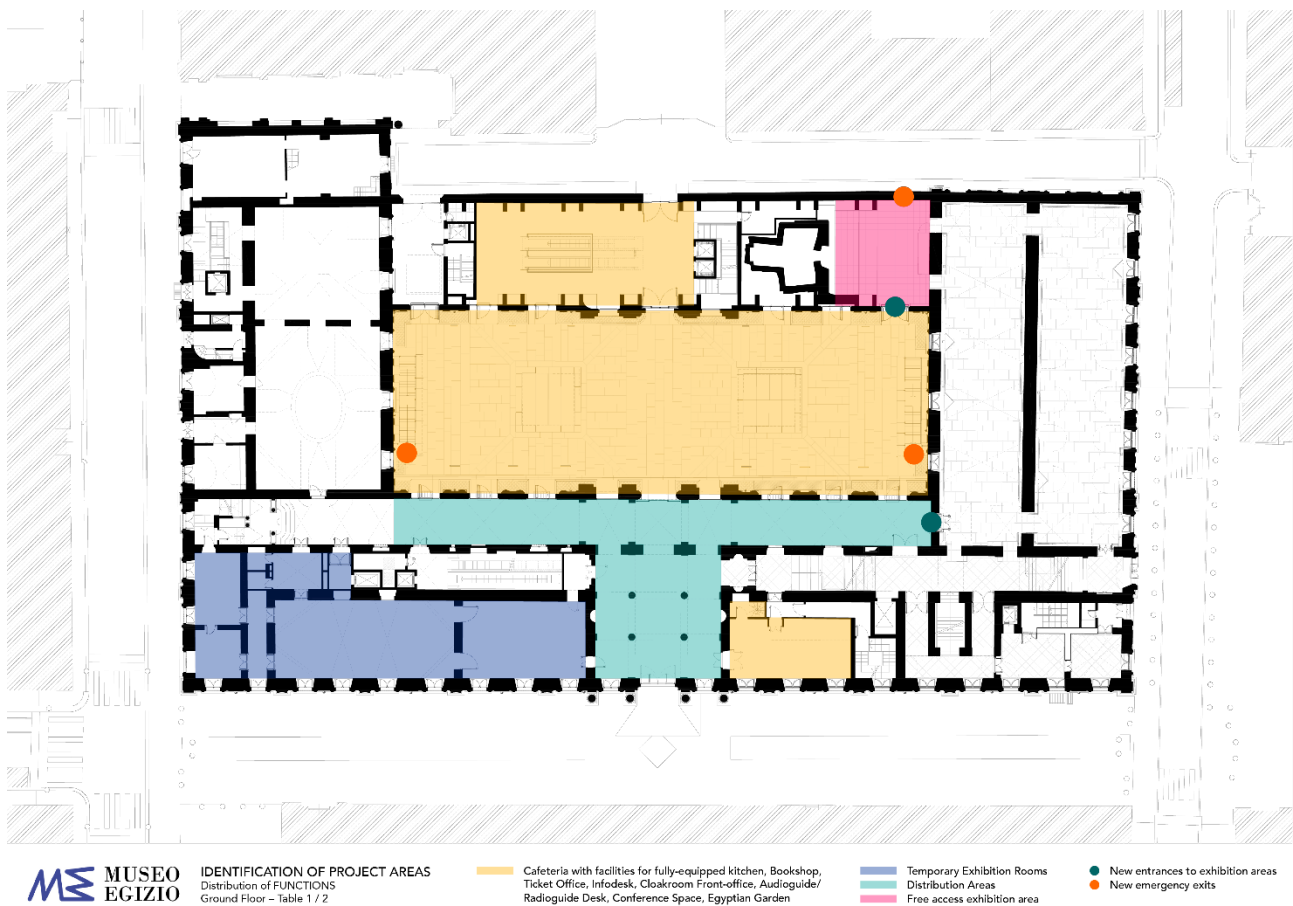 MUSEO
EGIZIO
IDENTIFICATION OF PROJECT AREAS
Distribution of FUNCTIONS
Ground Floor – Table 1 / 2
Cafeteria with facilities for fully-equipped kitchen, Bookshop,
Ticket Office, Infodesk, Cloakroom Front-office, Audioguide/
Radioguide Desk, Conference Space, Egyptian Garden
Temporary Exhibition Rooms
Distribution Areas
Free access exhibition area
New entrances to exhibition areas
New emergency exits